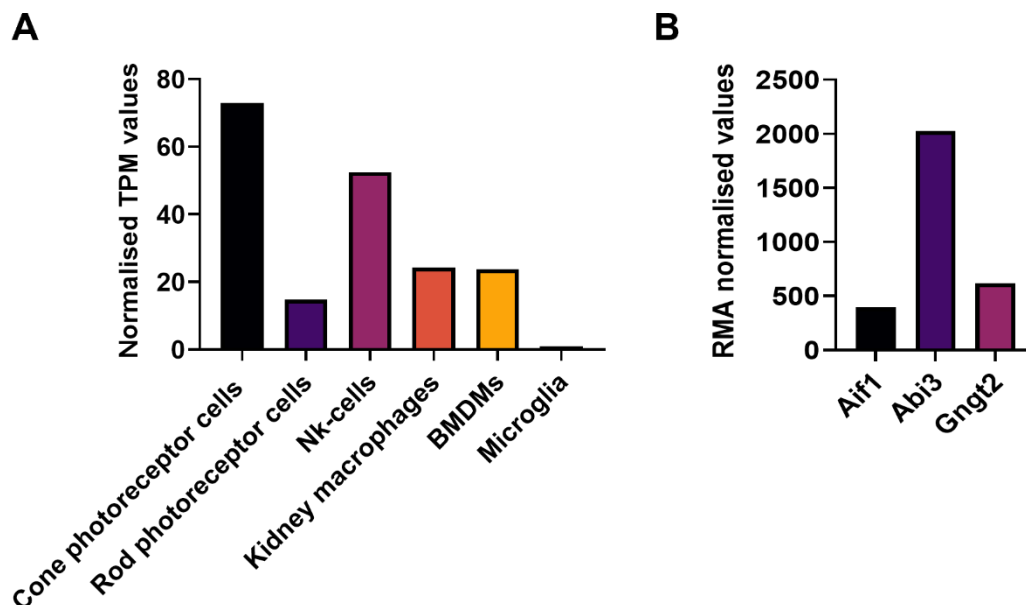 A
Normalised TPM values
80
60
40
20
0
Cone photoreceptor cells
Rod photoreceptor cells
Nk-cells
Kidney macrophages
BMDMs
Microglia
B
RMA normalised values
2500
2000
1500
1000
500
0
Aif1
Abi3
Gngt2